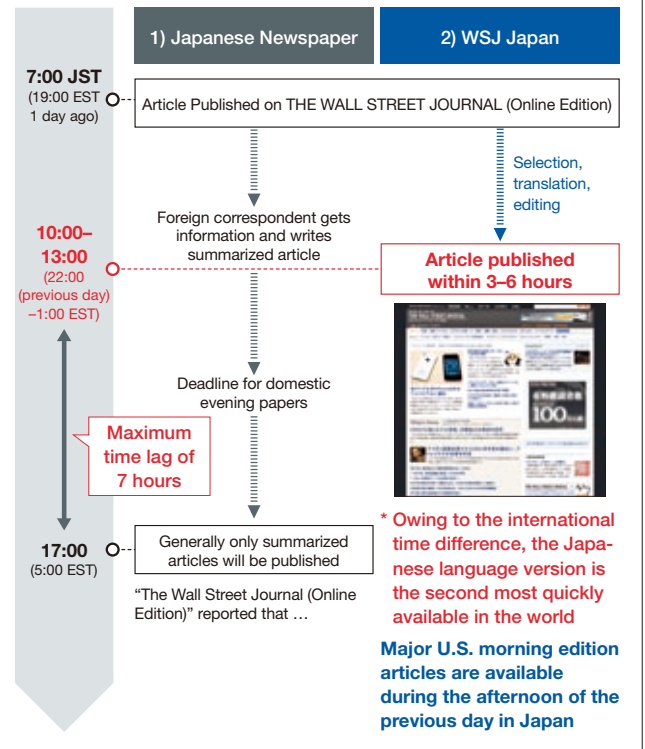 1) Japanese Newspaper
2) WSJ Japan
7:00 JST
(19:00 EST
1 day ago)
Article Published on THE WALL STREET JOURNAL (Online Edition)
Selection,
translation,
editing
Foreign correspondent gets
information and writes
summarized article
10:00–
13:00
(22:00
(previous day)
–1:00 EST)
Article published
within 3–6 hours
Deadline for domestic
evening papers
Maximum
time lag of
7 hours
17:00
(5:00 EST)
Generally only summarized
articles will be published
“The Wall Street Journal (Online
Edition)” reported that …
100
* Owing to the international
time difference, the Japa-
nese language version is
the second most quickly
available in the world
Major U.S. morning edition
articles are available
during the afternoon of the
previous day in Japan